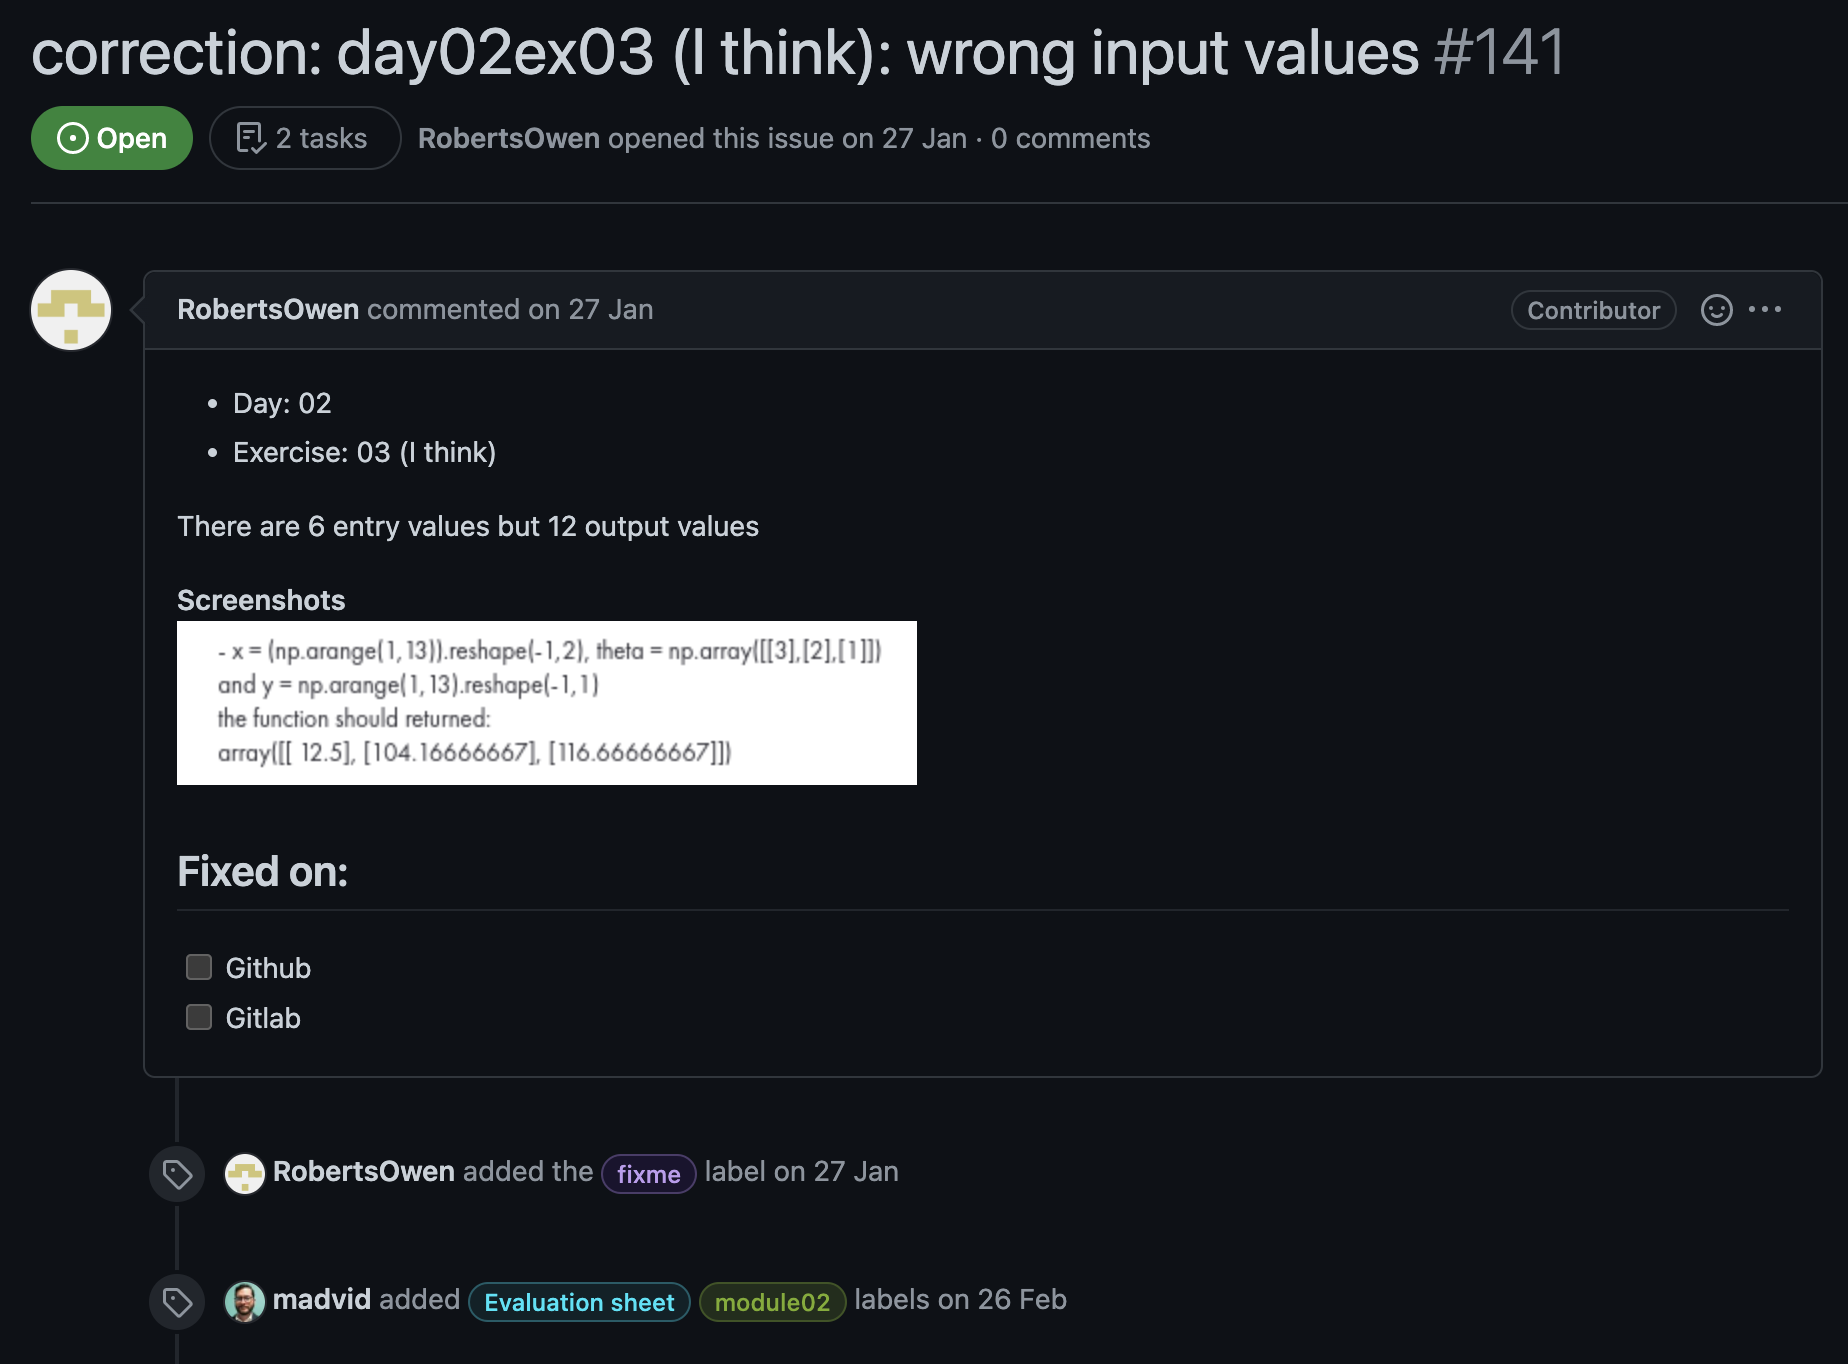 correction: day02ex03 (I think): wrong input values #141
Open
2 tasks
RobertsOwen opened this issue on 27 Jan · 0 comments
RobertsOwen commented on 27 Jan
Contributor
• Day: 02
• Exercise: 03 (I think)
There are 6 entry values but 12 output values
Screenshots
- x = (np.arange(1,13)).reshape(-1,2), theta = np.array([[3],[2],[1]])
and y = np.arange(1,13).reshape(-1,1)
the function should returned:
array([[ 12.5], [104.16666667], [116.66666667]])
Fixed on:
Github
Gitlab
RobertsOwen added the fixme label on 27 Jan
madvid added Evaluation sheet module02 labels on 26 Feb